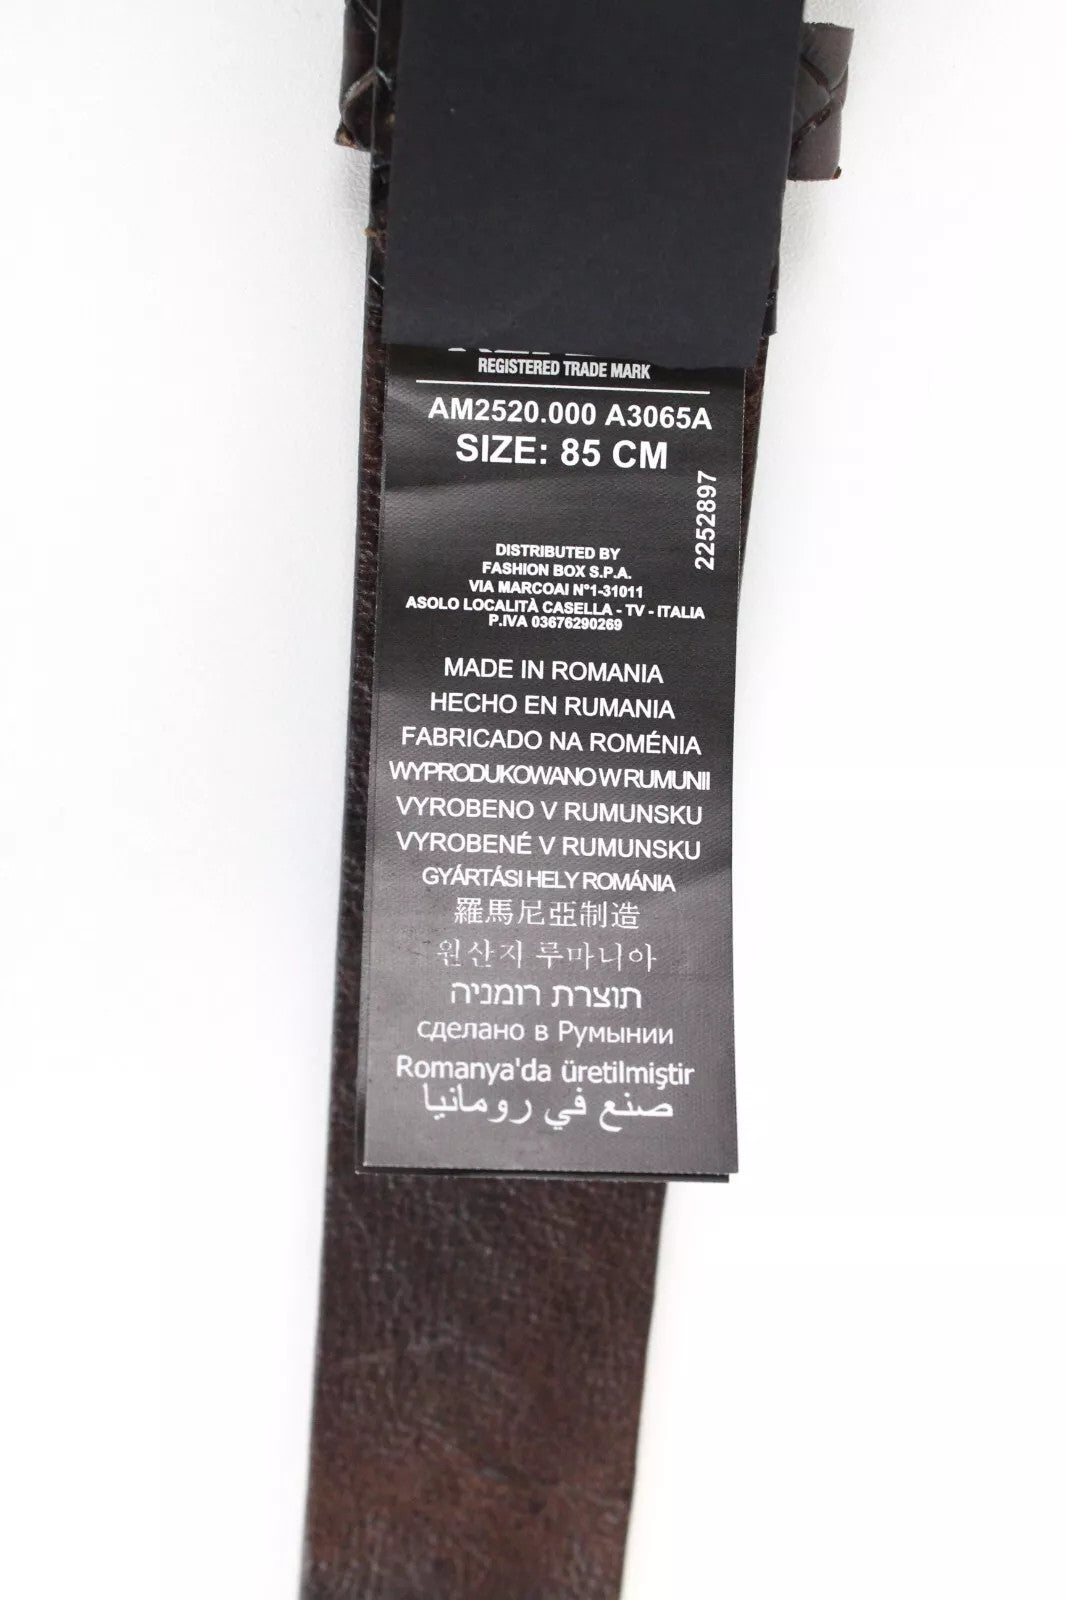 REGISTERED TRADE MARK
AM2520.000 A3065A
SIZE: 85 CM
2252897
DISTRIBUTED BY
FASHION BOX S.P.A.
VIA MARCOAI N°1-31011
ASOLO LOCALITÀ CASELLA - TV - ITALIA
P.IVA 03676290269
MADE IN ROMANIA
HECHO EN RUMANIA
FABRICADO NA ROMÉNIA
WYPRODUKOWANO W RUMUNII
VYROBENO V RUMUNSKU
VYROBENÉ V RUMUNSKU
GYÁRTÁSI HELY ROMÁNIA
羅馬尼亞制造
원산지 루마니아
תוצרת רומניה
сделано в Румынии
Romanya'da üretilmiştir
صنع في رومانيا